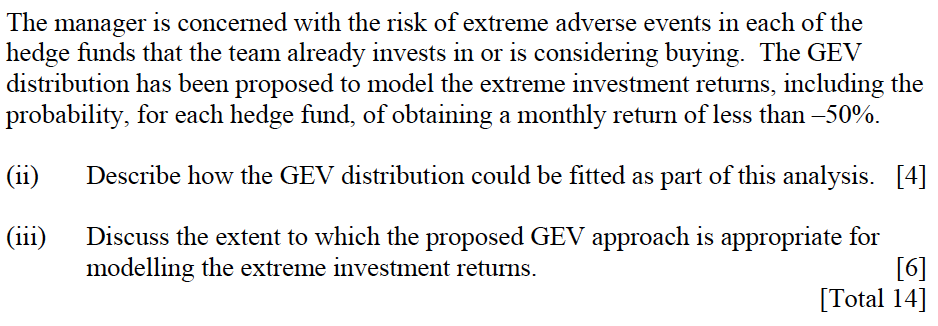 The manager is concerned with the risk of extreme adverse events in each of the
hedge funds that the team already invests in or is considering buying.  The GEV
distribution has been proposed to model the extreme investment returns, including the
probability, for each hedge fund, of obtaining a monthly return of less than –50%.
(ii) Describe how the GEV distribution could be fitted as part of this analysis. [4]
(iii) Discuss the extent to which the proposed GEV approach is appropriate for
modelling the extreme investment returns. [6]
[Total 14]